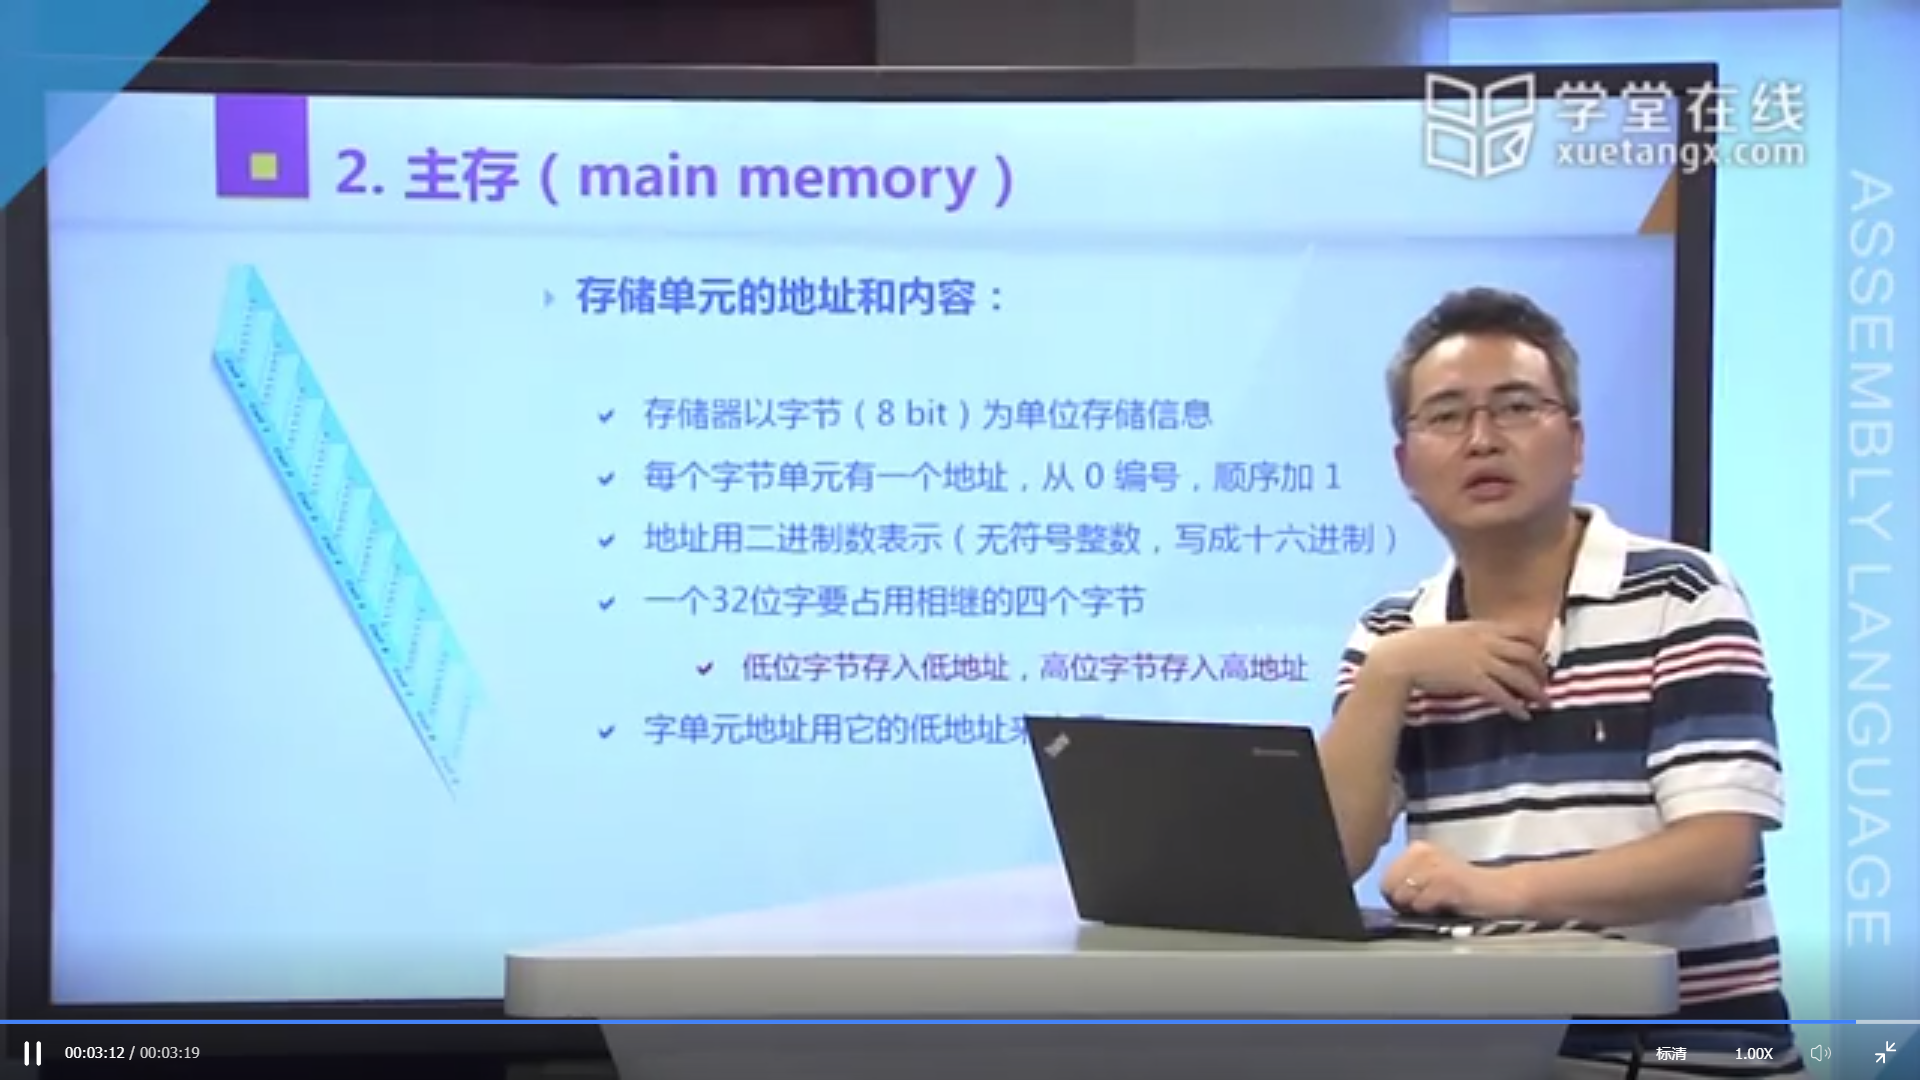 学堂在线
xuetangx.com
2. 主存（main memory）
存储单元的地址和内容：
存储器以字节（8 bit）为单位存储信息
每个字节单元有一个地址，从 0 编号，顺序加 1
地址用二进制数表示（无符号整数，写成十六进制）
一个32位字要占用相继的四个字节
低位字节存入低地址，高位字节存入高地址
字单元地址用它的低地址来
ASSEMBLY LANGUAGE
00:03:12 / 00:03:19
标清
1.00X